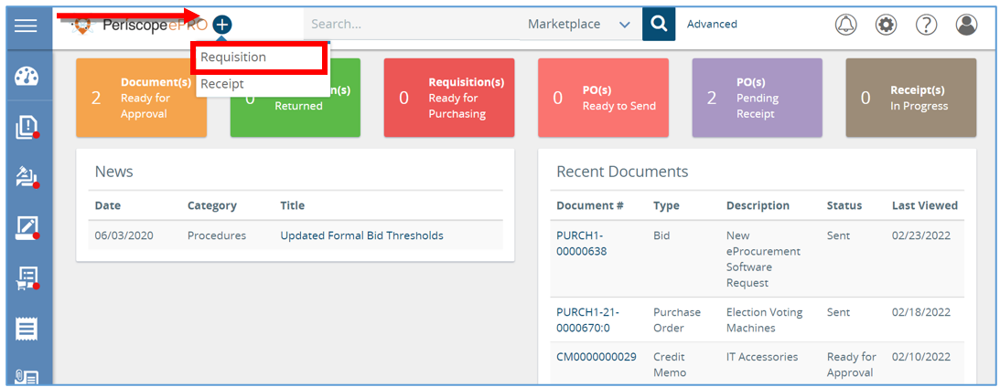 Periscope ePRO
Search...
Marketplace
Advanced
Requisition
Receipt
2
Document(s)
Ready for
Approval
0
n(s)
Returned
0
Requisition(s)
Ready for
Purchasing
0
PO(s)
Ready to Send
2
PO(s)
Pending
Receipt
0
Receipt(s)
In Progress
News
Date Category Title
06/03/2020 Procedures Updated Formal Bid Thresholds
Recent Documents
Document # Type Description Status Last Viewed
PURCH1- Bid New Sent 02/23/2022
00000638 eProcurement
Software
Request
PURCH1-21- Purchase Election Voting Sent 02/18/2022
0000670:0 Order Machines
CM0000000029 Credit IT Accessories Ready for 02/10/2022
Memo Approval